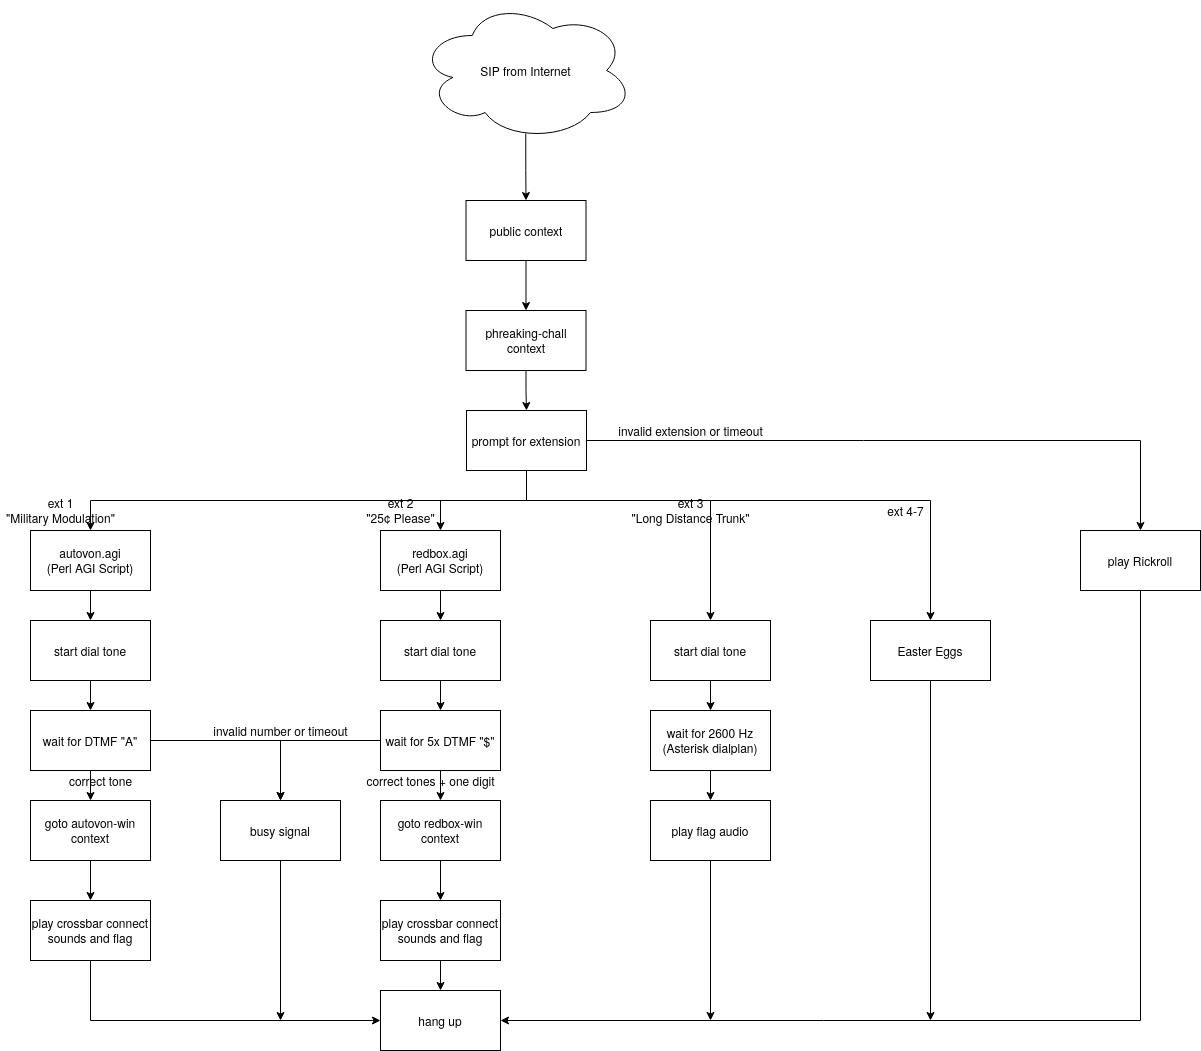 SIP from Internet
public context
phreaking-chall
context
prompt for extension
invalid extension or timeout
ext 1
"Military Modulation"
ext 2
"25¢ Please"
ext 3
"Long Distance Trunk"
ext 4-7
autovon.agi
(Perl AGI Script)
redbox.agi
(Perl AGI Script)
play Rickroll
start dial tone
start dial tone
start dial tone
Easter Eggs
wait for DTMF "A"
invalid number or timeout
wait for 5x DTMF "$"
wait for 2600 Hz
(Asterisk dialplan)
correct tone
correct tones + one digit
goto autovon-win
context
busy signal
goto redbox-win
context
play flag audio
play crossbar connect
sounds and flag
play crossbar connect
sounds and flag
hang up